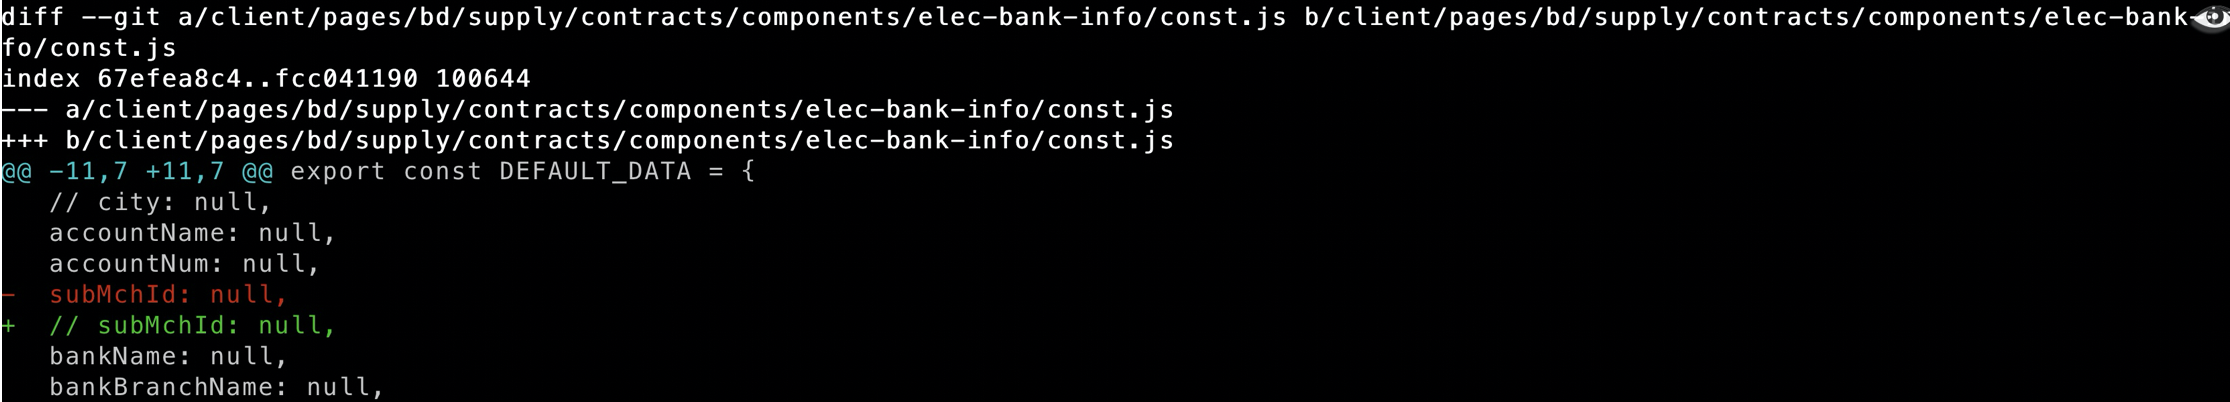 diff --git a/client/pages/bd/supply/contracts/components/elec-bank-info/const.js b/client/pages/bd/supply/contracts/components/elec-bank-
fo/const.js
index 67efea8c4..fcc041190 100644
--- a/client/pages/bd/supply/contracts/components/elec-bank-info/const.js
+++ b/client/pages/bd/supply/contracts/components/elec-bank-info/const.js
@@ -11,7 +11,7 @@ export const DEFAULT_DATA = {
   // city: null,
   accountName: null,
   accountNum: null,
-  subMchId: null,
+  // subMchId: null,
   bankName: null,
   bankBranchName: null,